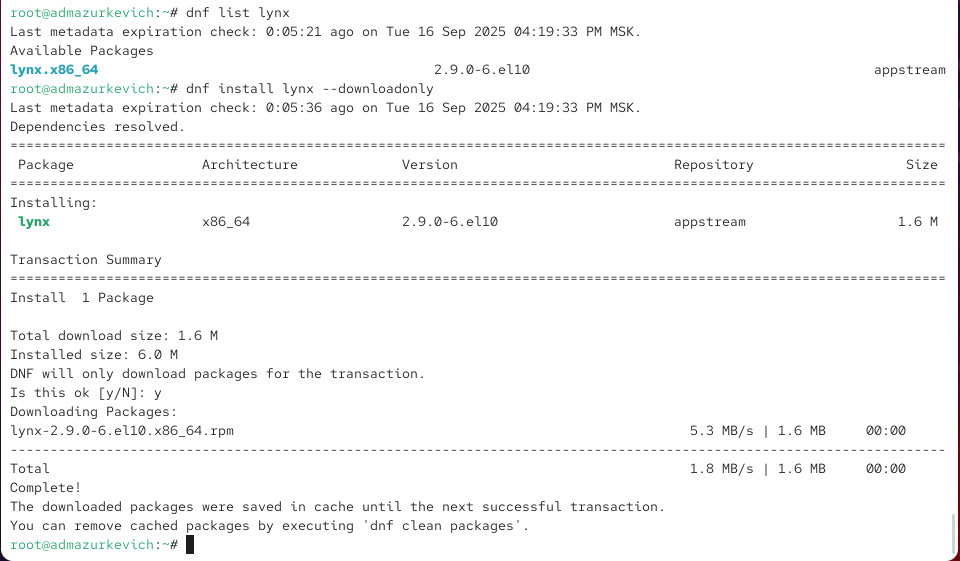 root@admazurkevich:~# dnf list lynx
Last metadata expiration check: 0:05:21 ago on Tue 16 Sep 2025 04:19:33 PM MSK.
Available Packages
lynx.x86_64 2.9.0-6.el10 appstream
root@admazurkevich:~# dnf install lynx --downloadonly
Last metadata expiration check: 0:05:36 ago on Tue 16 Sep 2025 04:19:33 PM MSK.
Dependencies resolved.
=====================================================================================================================
Package Architecture Version Repository Size
=====================================================================================================================
Installing:
lynx x86_64 2.9.0-6.el10 appstream 1.6 M
Transaction Summary
=====================================================================================================================
Install 1 Package
Total download size: 1.6 M
Installed size: 6.0 M
DNF will only download packages for the transaction.
Is this ok [y/N]: y
Downloading Packages:
lynx-2.9.0-6.el10.x86_64.rpm 5.3 MB/s | 1.6 MB 00:00
---------------------------------------------------------------------------------------------------------------------
Total 1.8 MB/s | 1.6 MB 00:00
Complete!
The downloaded packages were saved in cache until the next successful transaction.
You can remove cached packages by executing 'dnf clean packages'.
root@admazurkevich:~#